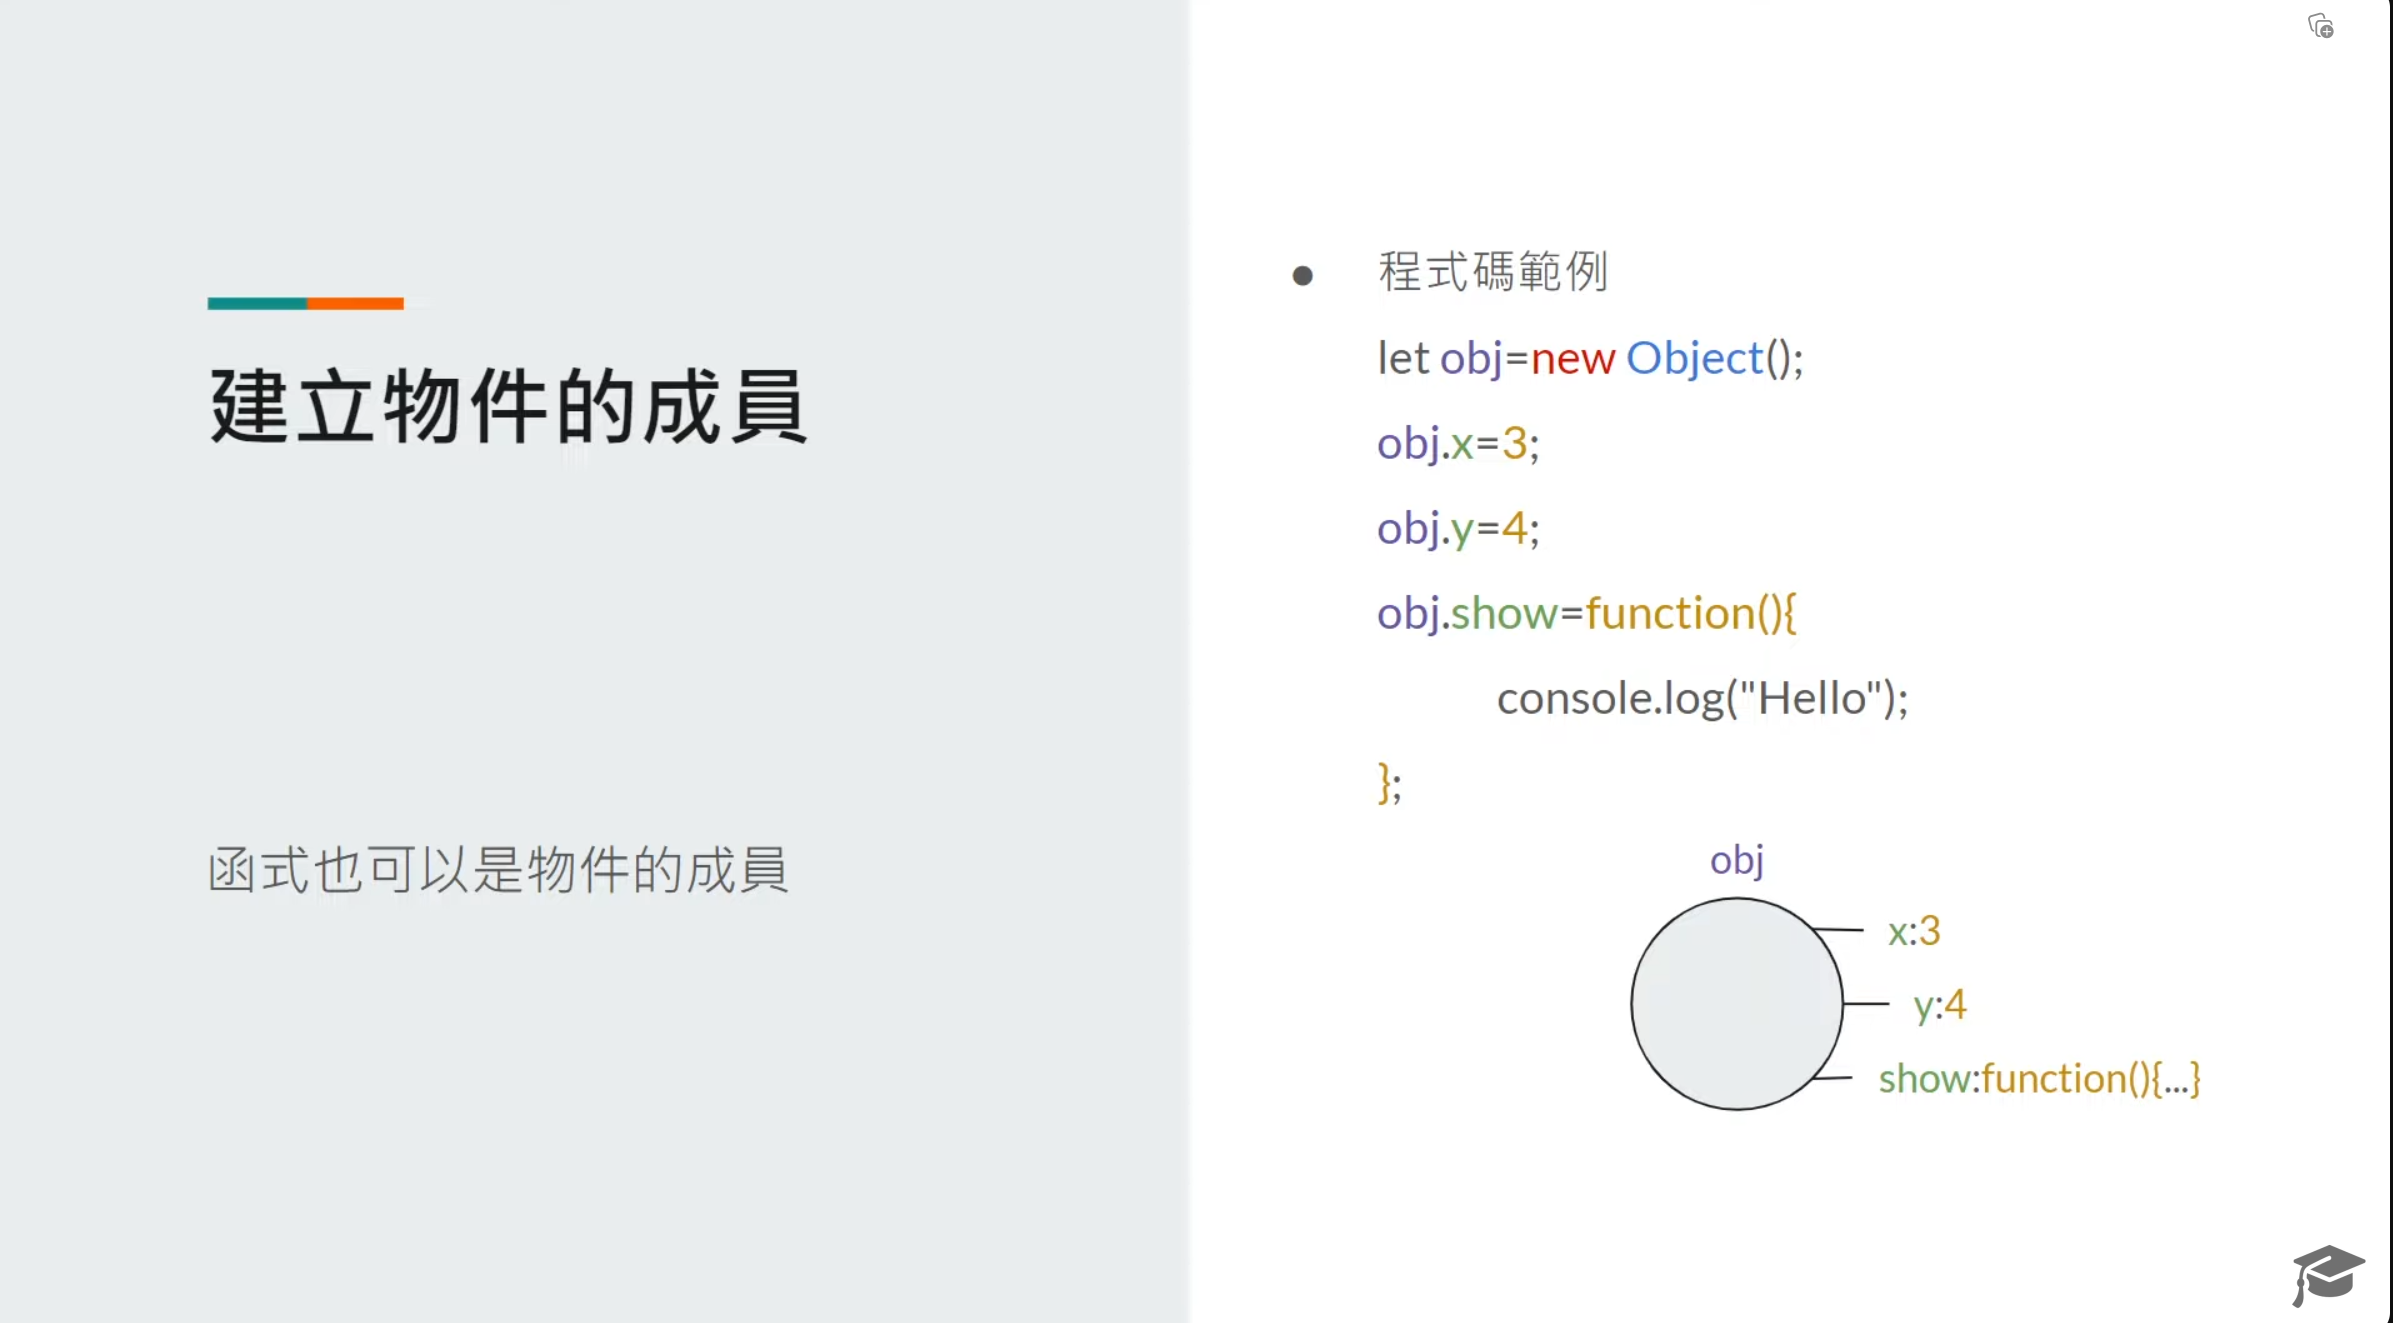 建立物件的成員
函式也可以是物件的成員
● 程式碼範例
let obj=new Object();
obj.x=3;
obj.y=4;
obj.show=function(){
console.log("Hello");
};
obj
x:3
y:4
show:function(){...}